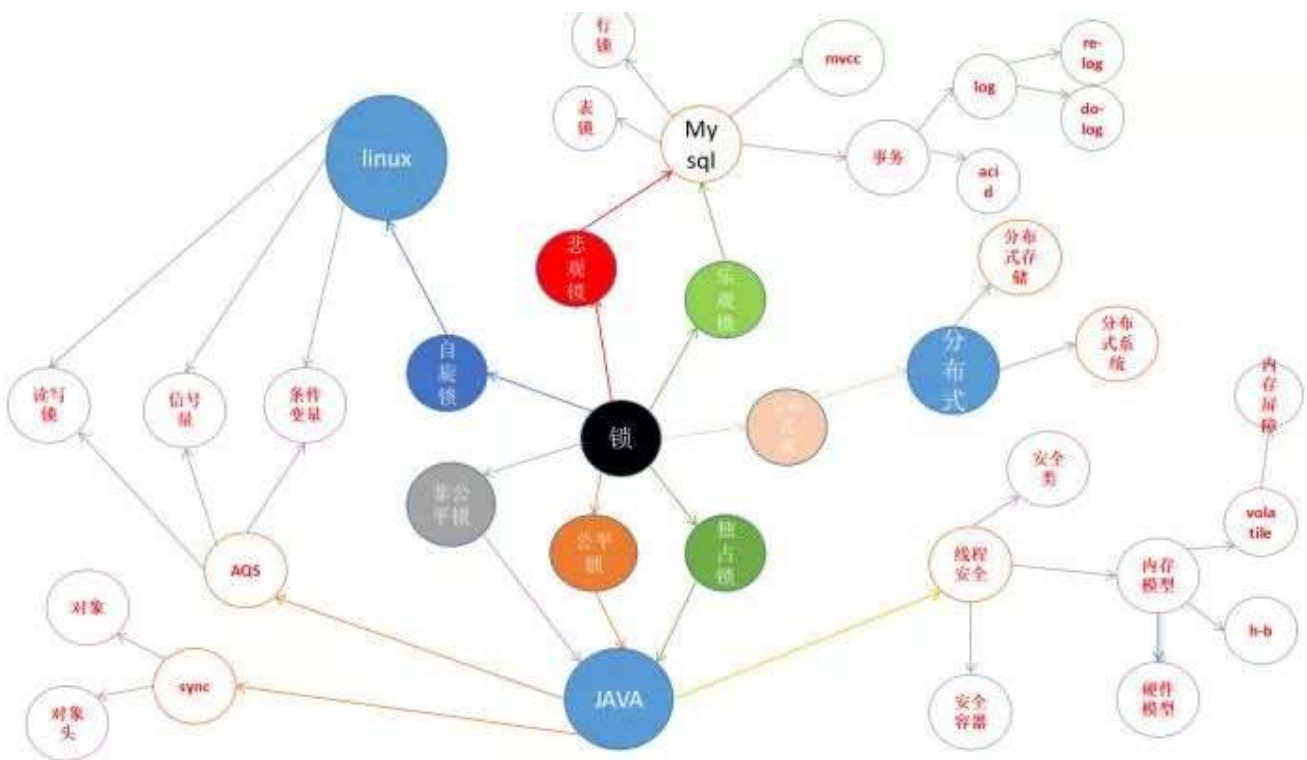 行
锁
mvcc
re-
log
log
do-
log
表
锁
My
sql
事务
aci
d
linux
悲
观
锁
乐
观
锁
分布
式存
储
自
旋
锁
分
布
式
分布
式系
统
读写
锁
信号
量
条件
变量
锁
内
存
屏
障
非公
平锁
公平
锁
独
占
锁
安全
类
vola
tile
AQS
线程
安全
内存
模型
对象
h-b
sync
JAVA
对象
头
安全
容器
硬件
模型